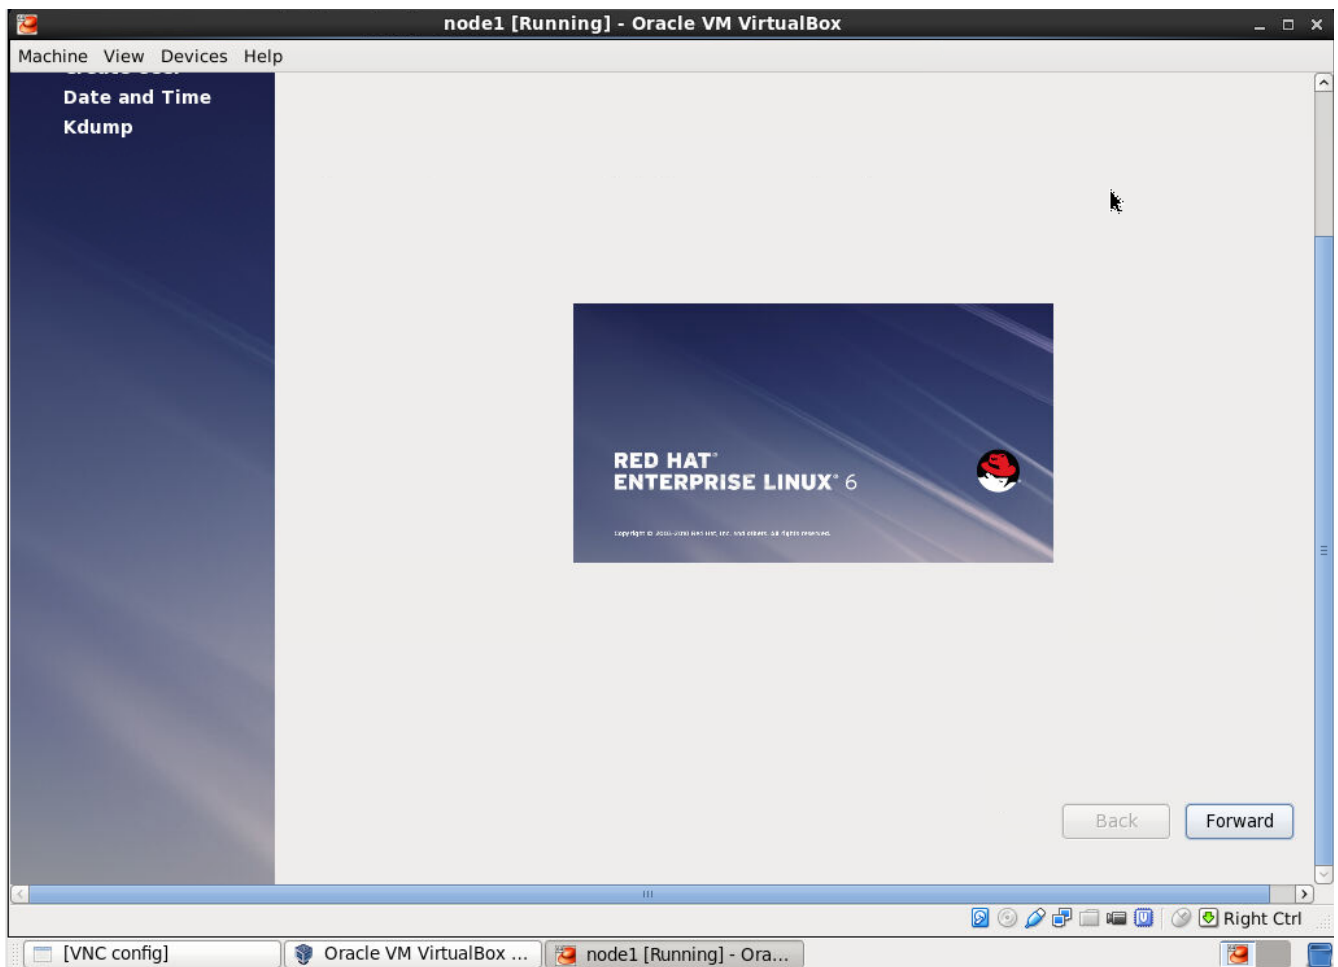 node1 [Running] - Oracle VM VirtualBox
Machine View Devices Help
Date and Time
Kdump
RED HAT®
ENTERPRISE LINUX® 6
Back Forward
Right Ctrl
[VNC config] Oracle VM VirtualBox ... node1 [Running] - Ora...